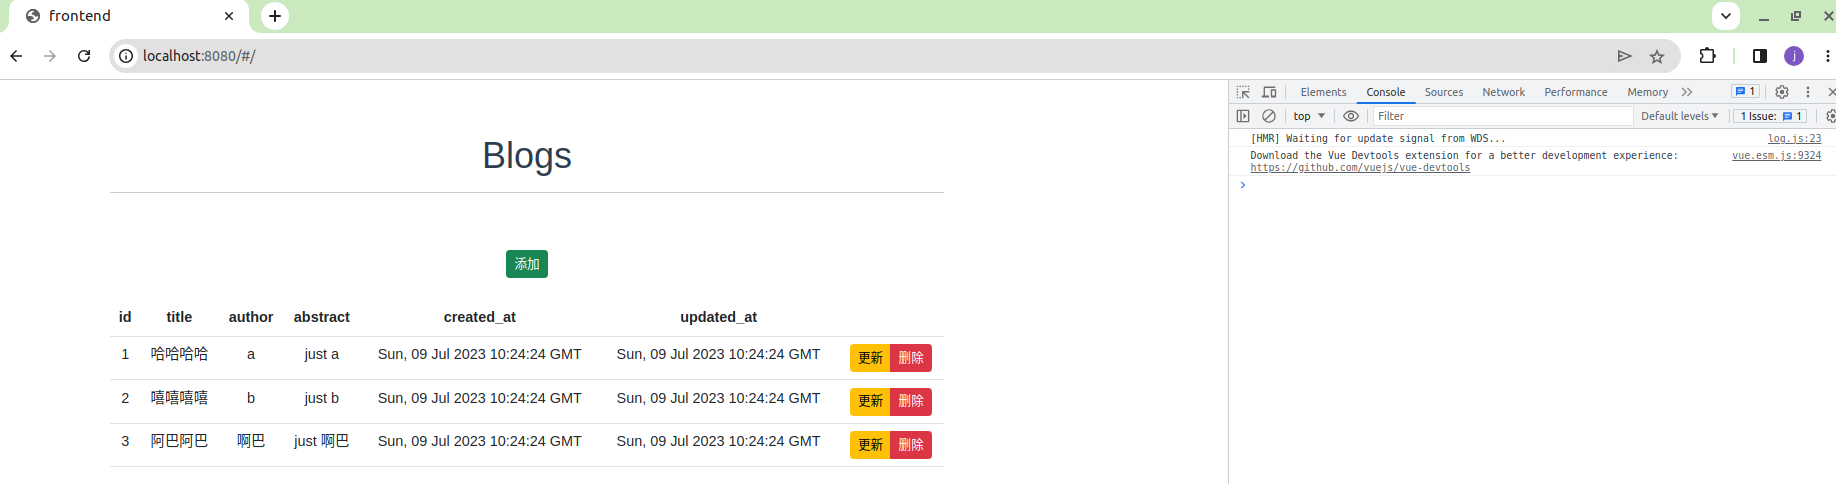 frontend
localhost:8080/#/
j
Elements Console Sources Network Performance Memory 1
top Filter Default levels 1 Issue: 1
[HMR] Waiting for update signal from WDS... log.js:23
Download the Vue Devtools extension for a better development experience: vue.esm.js:9324
https://github.com/vuejs/vue-devtools
Blogs
添加
id title author abstract created_at updated_at
1 哈哈哈哈 a just a Sun, 09 Jul 2023 10:24:24 GMT Sun, 09 Jul 2023 10:24:24 GMT 更新 删除
2 嘻嘻嘻嘻 b just b Sun, 09 Jul 2023 10:24:24 GMT Sun, 09 Jul 2023 10:24:24 GMT 更新 删除
3 阿巴阿巴 啊巴 just 啊巴 Sun, 09 Jul 2023 10:24:24 GMT Sun, 09 Jul 2023 10:24:24 GMT 更新 删除